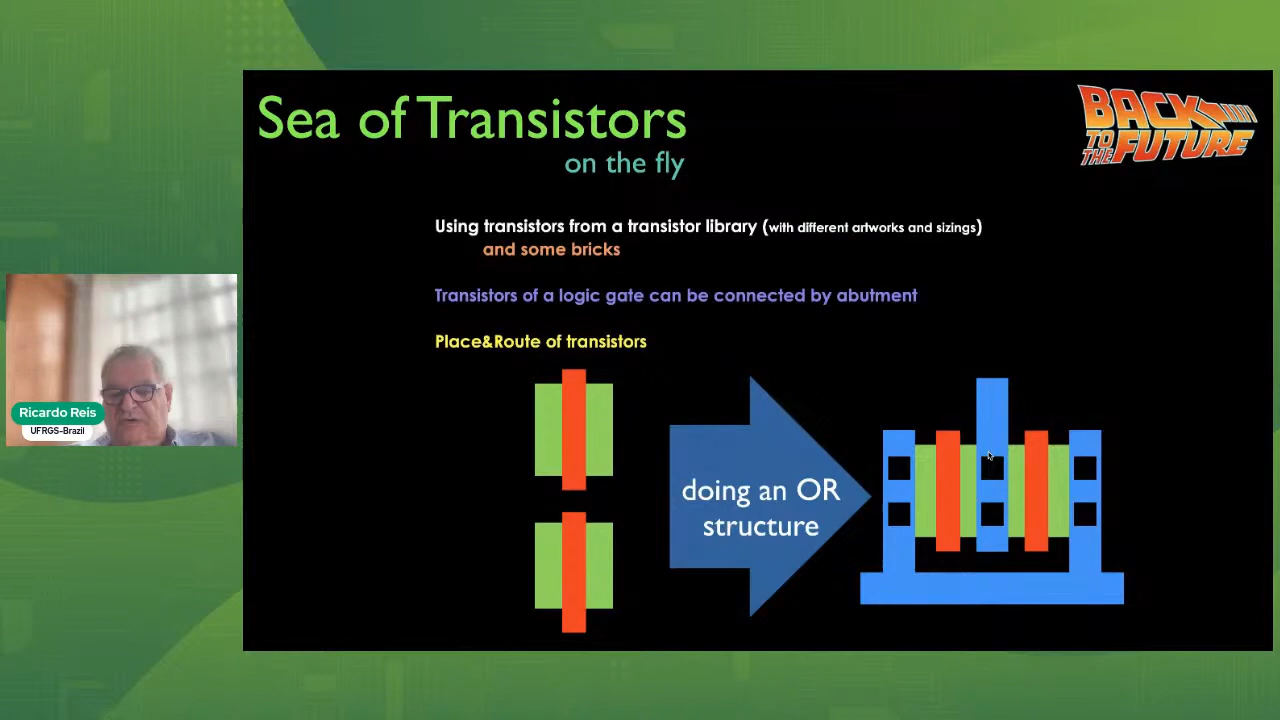 Sea of Transistors
on the fly
BACK
TO THE FUTURE
Using transistors from a transistor library (with different artworks and sizings)
and some bricks
Transistors of a logic gate can be connected by abutment
Place&Route of transistors
doing an OR
structure
Ricardo Reis
UFRGS-Brazil